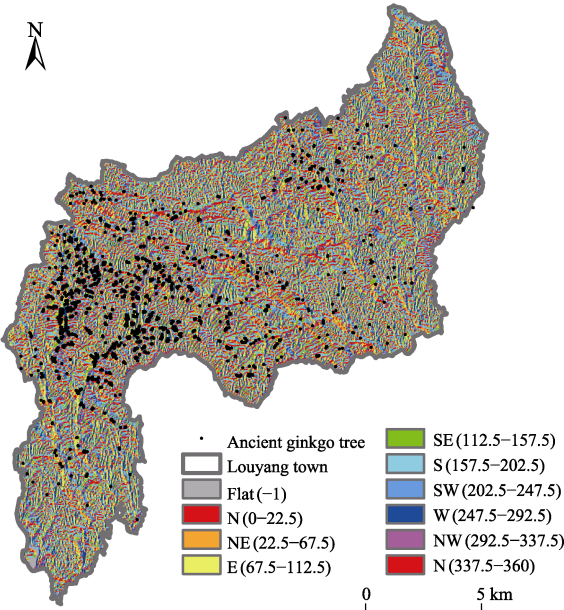 N
Ancient ginkgo tree
Louyang town
Flat (−1)
N (0−22.5)
NE (22.5−67.5)
E (67.5−112.5)
SE (112.5−157.5)
S (157.5−202.5)
SW (202.5−247.5)
W (247.5−292.5)
NW (292.5−337.5)
N (337.5−360)
0 5 km